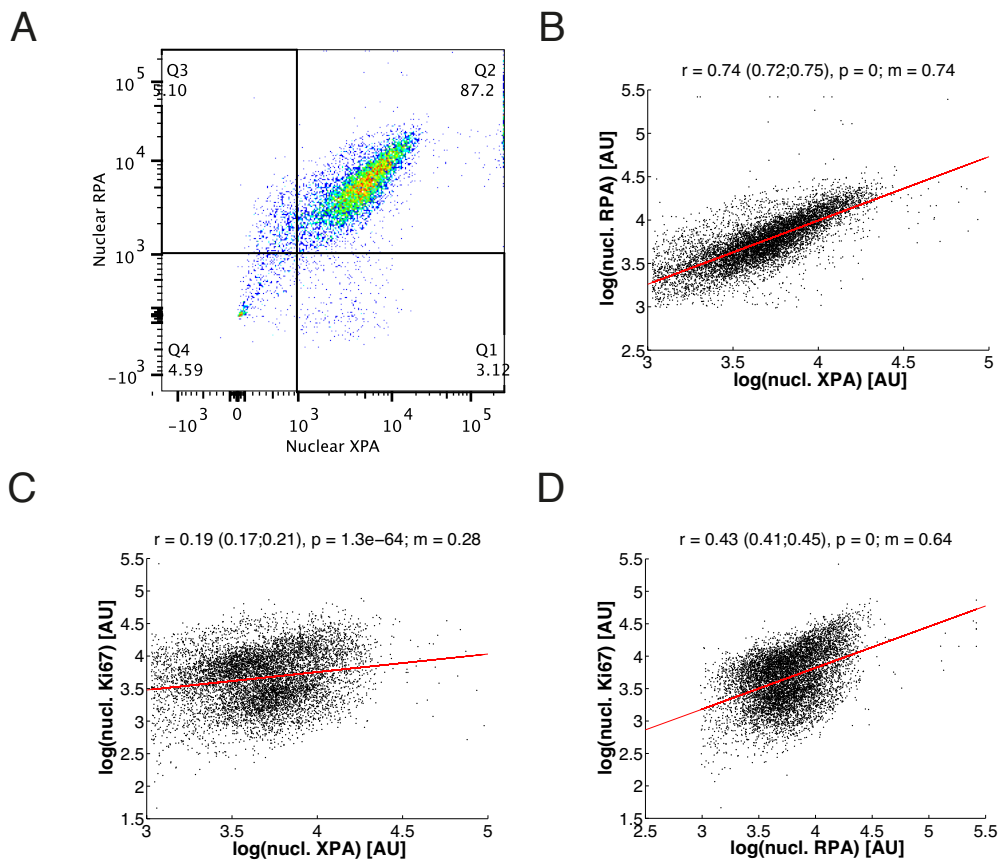 A
Q3
5.10
Q2
87.2
10^5
10^4
10^3
-10^3
Nuclear RPA
Q4
4.59
Q1
3.12
-10^3
0
10^3
10^4
10^5
Nuclear XPA
B
r = 0.74 (0.72;0.75), p = 0; m = 0.74
5.5
5
4.5
4
3.5
3
2.5
log(nucl. RPA) [AU]
3
3.5
4
4.5
5
log(nucl. XPA) [AU]
C
r = 0.19 (0.17;0.21), p = 1.3e−64; m = 0.28
5.5
5
4.5
4
3.5
3
2.5
2
1.5
log(nucl. Ki67) [AU]
3
3.5
4
4.5
5
log(nucl. XPA) [AU]
D
r = 0.43 (0.41;0.45), p = 0; m = 0.64
5.5
5
4.5
4
3.5
3
2.5
2
1.5
log(nucl. Ki67) [AU]
2.5
3
3.5
4
4.5
5
5.5
log(nucl. RPA) [AU]